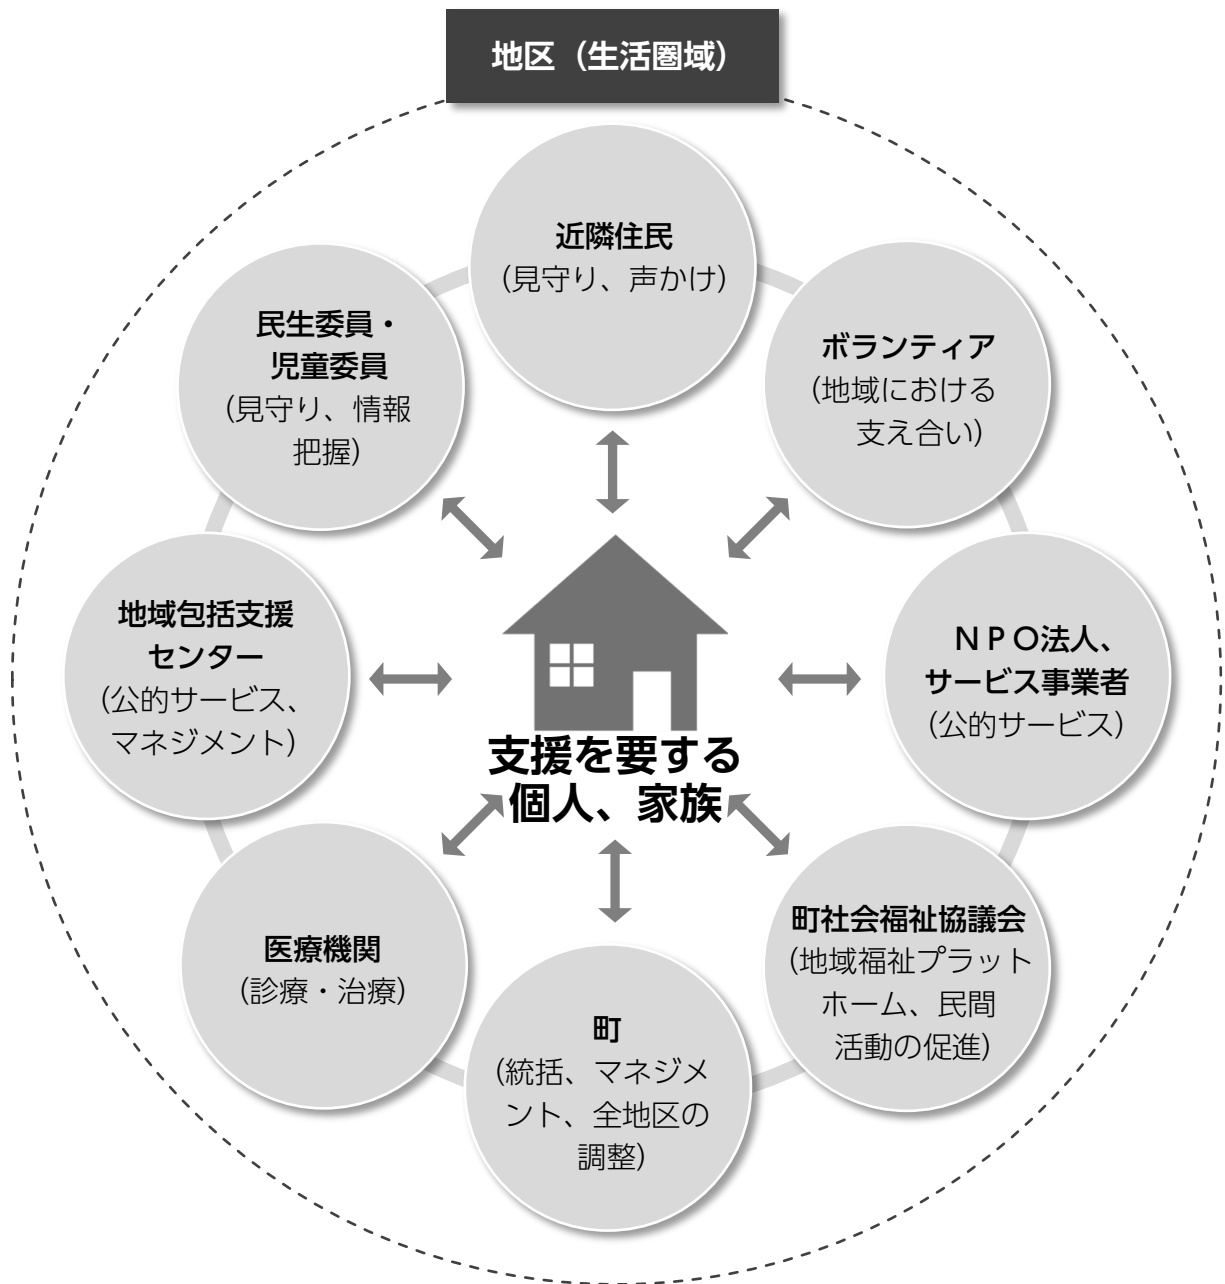 地区（生活圏域）
近隣住民
（見守り、声かけ）
民生委員・
児童委員
（見守り、情報
把握）
ボランティア
（地域における
支え合い）
地域包括支援
センター
（公的サービス、
マネジメント）
ＮＰＯ法人、
サービス事業者
（公的サービス）
支援を要する
個人、家族
医療機関
（診療・治療）
町社会福祉協議会
（地域福祉プラット
ホーム、民間
活動の促進）
町
（統括、マネジメ
ント、全地区の
調整）